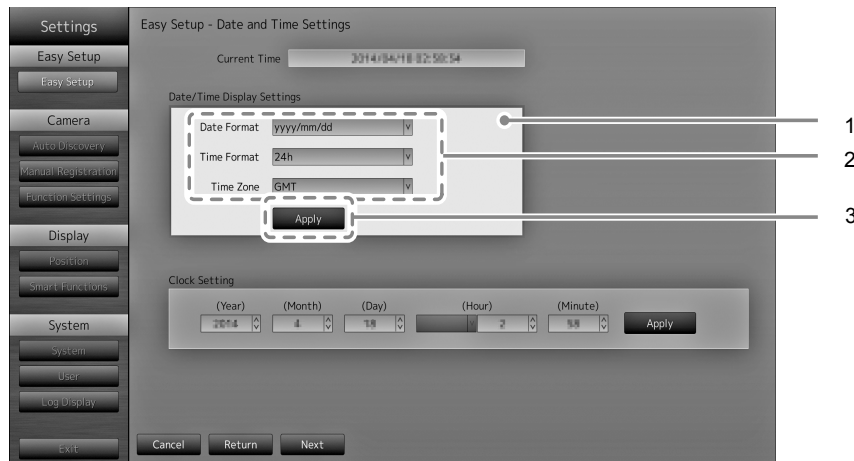 Settings
Easy Setup
Easy Setup
Camera
Auto Discovery
Manual Registration
Function Settings
Display
Position
Smart Functions
System
System
User
Log Display
Exit
Easy Setup - Date and Time Settings
Current Time
Date/Time Display Settings
Date Format yyyy/mm/dd
Time Format 24h
Time Zone GMT
Apply
1
2
3
Clock Setting
(Year) (Month) (Day) (Hour) (Minute)
2014 4 18 2 Apply
Cancel Return Next